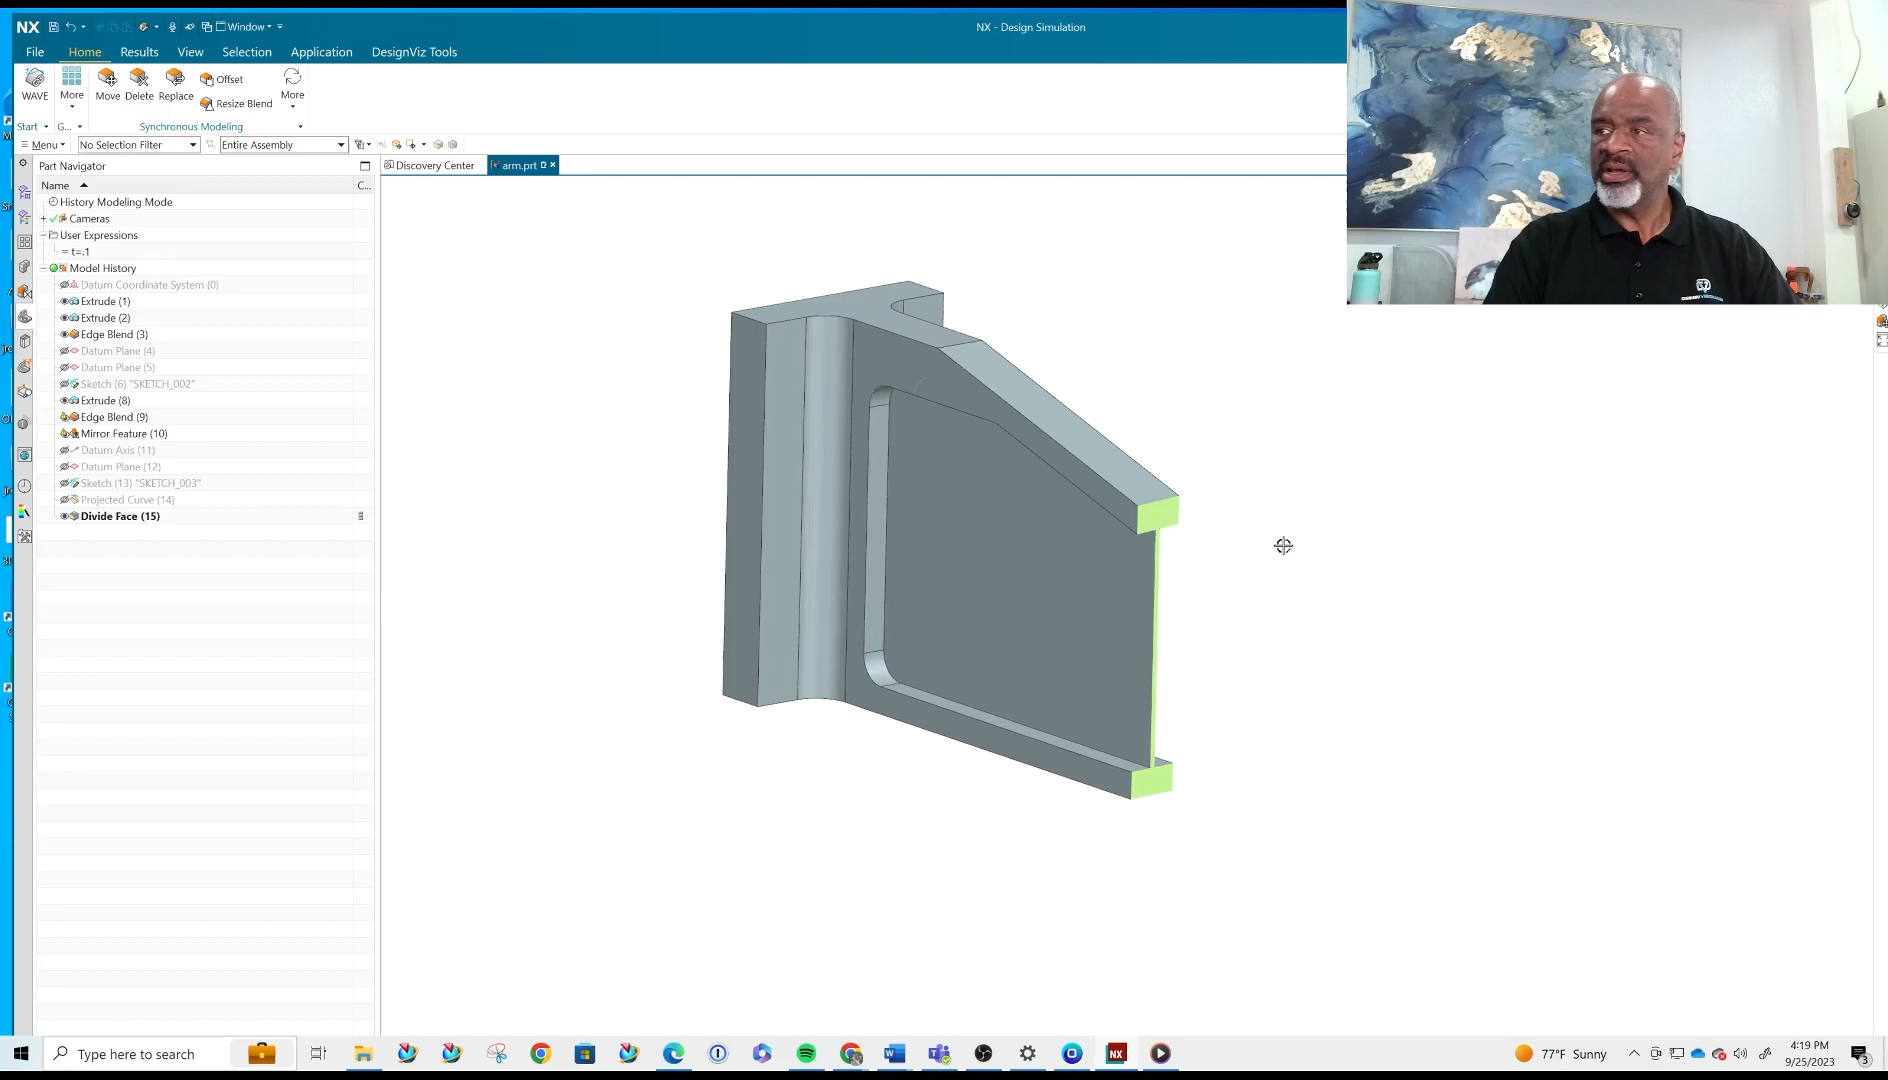 NX
Window
NX - Design Simulation
File Home Results View Selection Application DesignViz Tools
WAVE More Move Delete Replace Offset More
Resize Blend
Start G... Synchronous Modeling
Menu No Selection Filter Entire Assembly
Part Navigator
Discovery Center arm.prt
Name C...
History Modeling Mode
Cameras
User Expressions
= t=.1
Model History
Datum Coordinate System (0)
Extrude (1)
Extrude (2)
Edge Blend (3)
Datum Plane (4)
Datum Plane (5)
Sketch (6) "SKETCH_002"
Extrude (8)
Edge Blend (9)
Mirror Feature (10)
Datum Axis (11)
Datum Plane (12)
Sketch (13) "SKETCH_003"
Projected Curve (14)
Divide Face (15)
Type here to search
NX
77°F Sunny
4:19 PM
9/25/2023
3